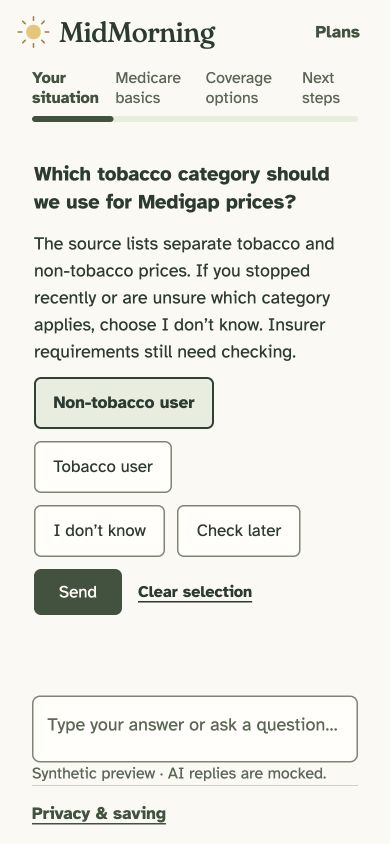 MidMorning
Plans
Your situation
Medicare basics
Coverage options
Next steps
Which tobacco category should
we use for Medigap prices?
The source lists separate tobacco and
non-tobacco prices. If you stopped
recently or are unsure which category
applies, choose I don’t know. Insurer
requirements still need checking.
Non-tobacco user
Tobacco user
I don’t know
Check later
Send
Clear selection
Type your answer or ask a question...
Synthetic preview · AI replies are mocked.
Privacy & saving